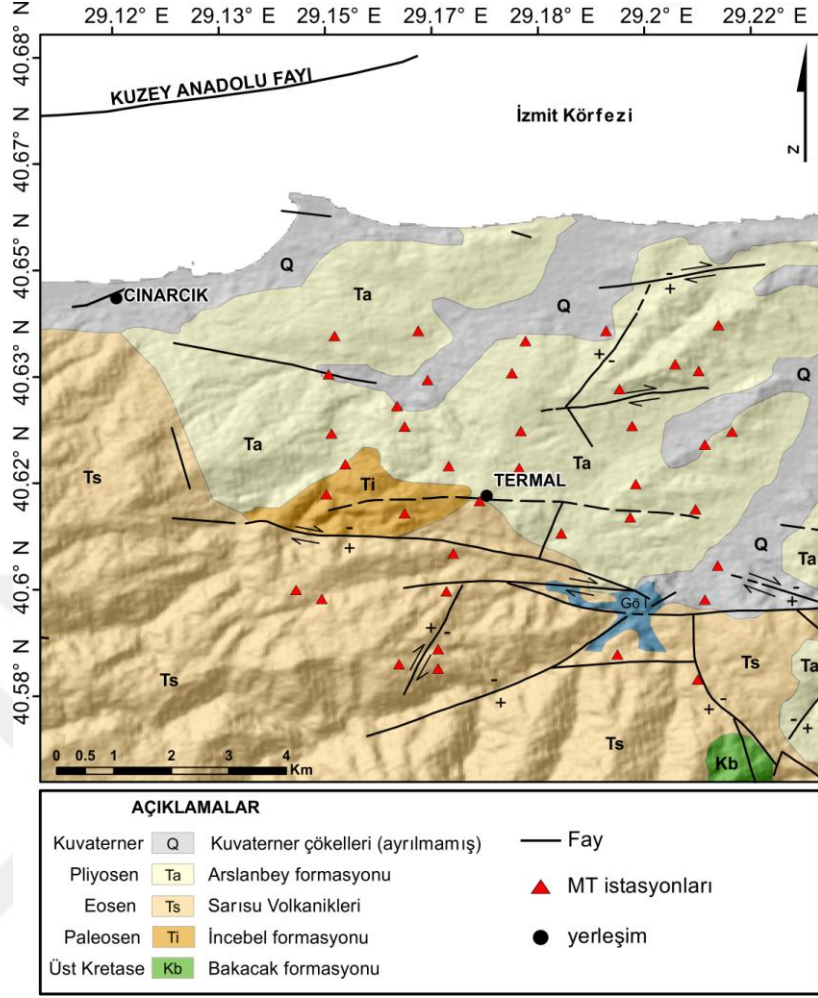 29.12° E 29.13° E 29.15° E 29.17° E 29.18° E 29.2° E 29.22° E
40.68° N
40.67° N
40.65° N
40.63° N
40.62° N
40.6° N
40.58° N
KUZEY ANADOLU FAYI
İzmit Körfezi
N
Q
CINARCIK
Ta
Q
- +
+ -
Q
Ta
Ts
Ti
TERMAL
Ta
- +
Q
Ta
- +
Göl
+ -
Ts
- +
Ts
Ta
+ -
- +
Ts
Kb
0 0.5 1 2 3 4
Km
AÇIKLAMALAR
Kuvaterner Q Kuvaterner çökelleri (ayrılmamış)
Pliyosen Ta Arslanbey formasyonu
Eosen Ts Sarısu Volkanikleri
Paleosen Ti İncebel formasyonu
Üst Kretase Kb Bakacak formasyonu
Fay
MT istasyonları
yerleşim